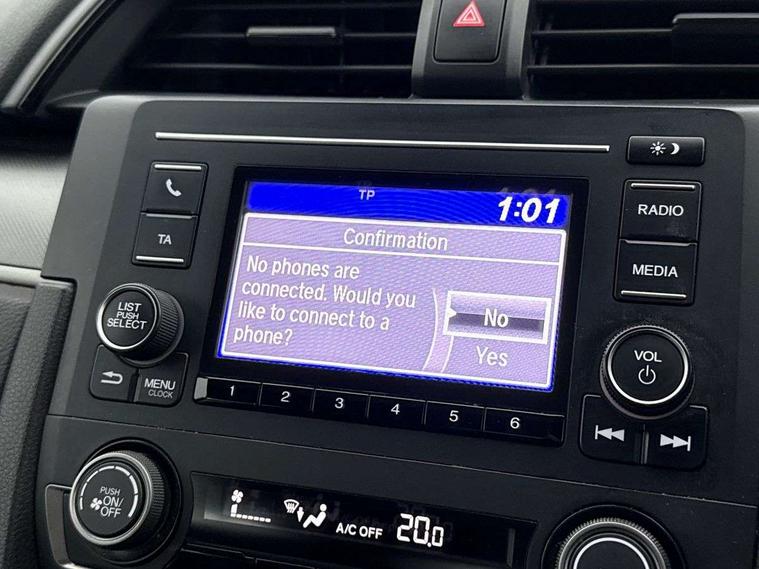 TP
1:01
Confirmation
No phones are
connected. Would you
like to connect to a
phone?
No
Yes
TA
LIST
PUSH
SELECT
MENU
CLOCK
RADIO
MEDIA
VOL
1 2 3 4 5 6
PUSH
ON/
OFF
A/C OFF 20.0